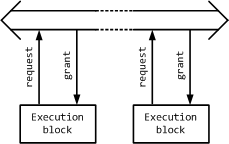 request
grant
request
grant
Execution
block
Execution
block